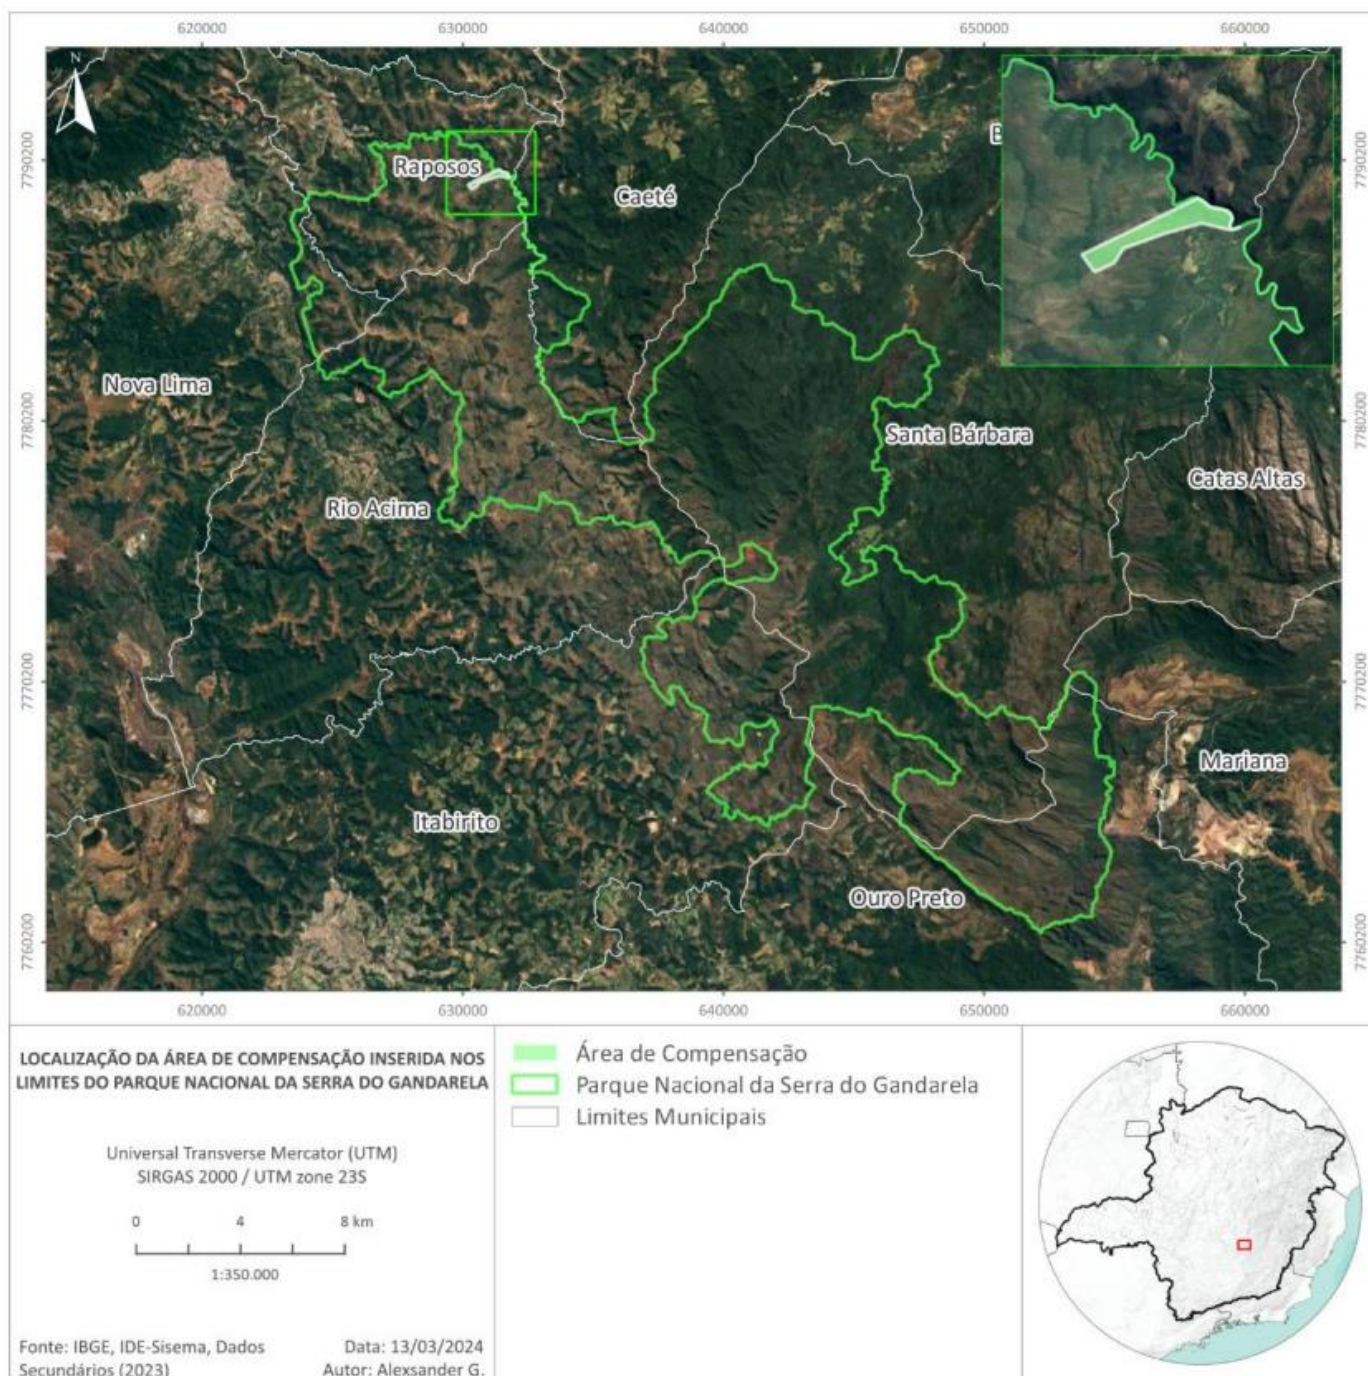 620000 630000 640000 650000 660000
N
7790200
7780200
7770200
7760200
7790200
7780200
7770200
7760200
B
Raposos
Caeté
Nova Lima
Santa Bárbara
Catas Altas
Rio Acima
Mariana
Itabirito
Ouro Preto
620000 630000 640000 650000 660000
LOCALIZAÇÃO DA ÁREA DE COMPENSAÇÃO INSERIDA NOS
LIMITES DO PARQUE NACIONAL DA SERRA DO GANDARELA
Universal Transverse Mercator (UTM)
SIRGAS 2000 / UTM zone 23S
0 4 8 km
1:350.000
Fonte: IBGE, IDE-Sisema, Dados
Secundários (2023)
Data: 13/03/2024
Autor: Alexsander G.
Área de Compensação
Parque Nacional da Serra do Gandarela
Limites Municipais